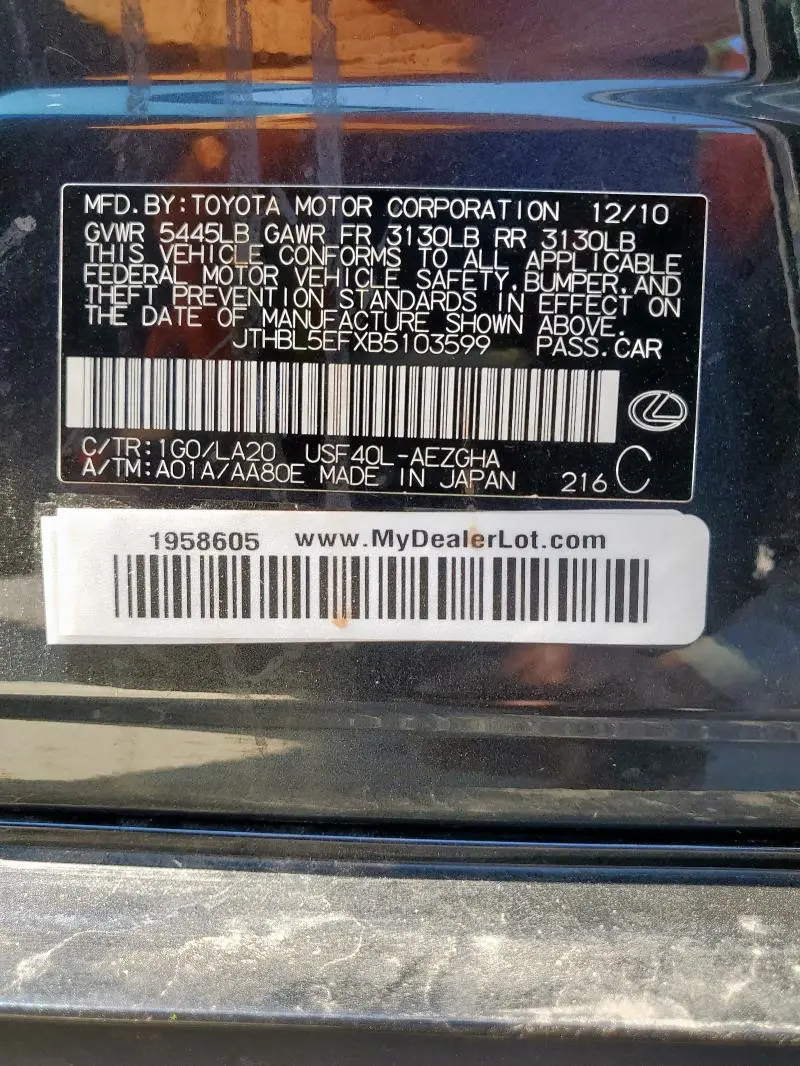 MFD.BY:TOYOTA MOTOR CORPORATION 12/10
GVWR 5445LB GAWR FR 3130LB RR 3130LB
THIS VEHICLE CONFORMS TO ALL APPLICABLE
FEDERAL MOTOR VEHICLE SAFETY,BUMPER,AND
THEFT PREVENTION STANDARDS IN EFFECT ON
THE DATE OF MANUFACTURE SHOWN ABOVE.
JTHBL5EFXB5103599 PASS.CAR
C/TR:1G0/LA20 USF40L-AEZGHA
A/TM:A01A/AA80E MADE IN JAPAN 216 C
1958605 www.MyDealerLot.com